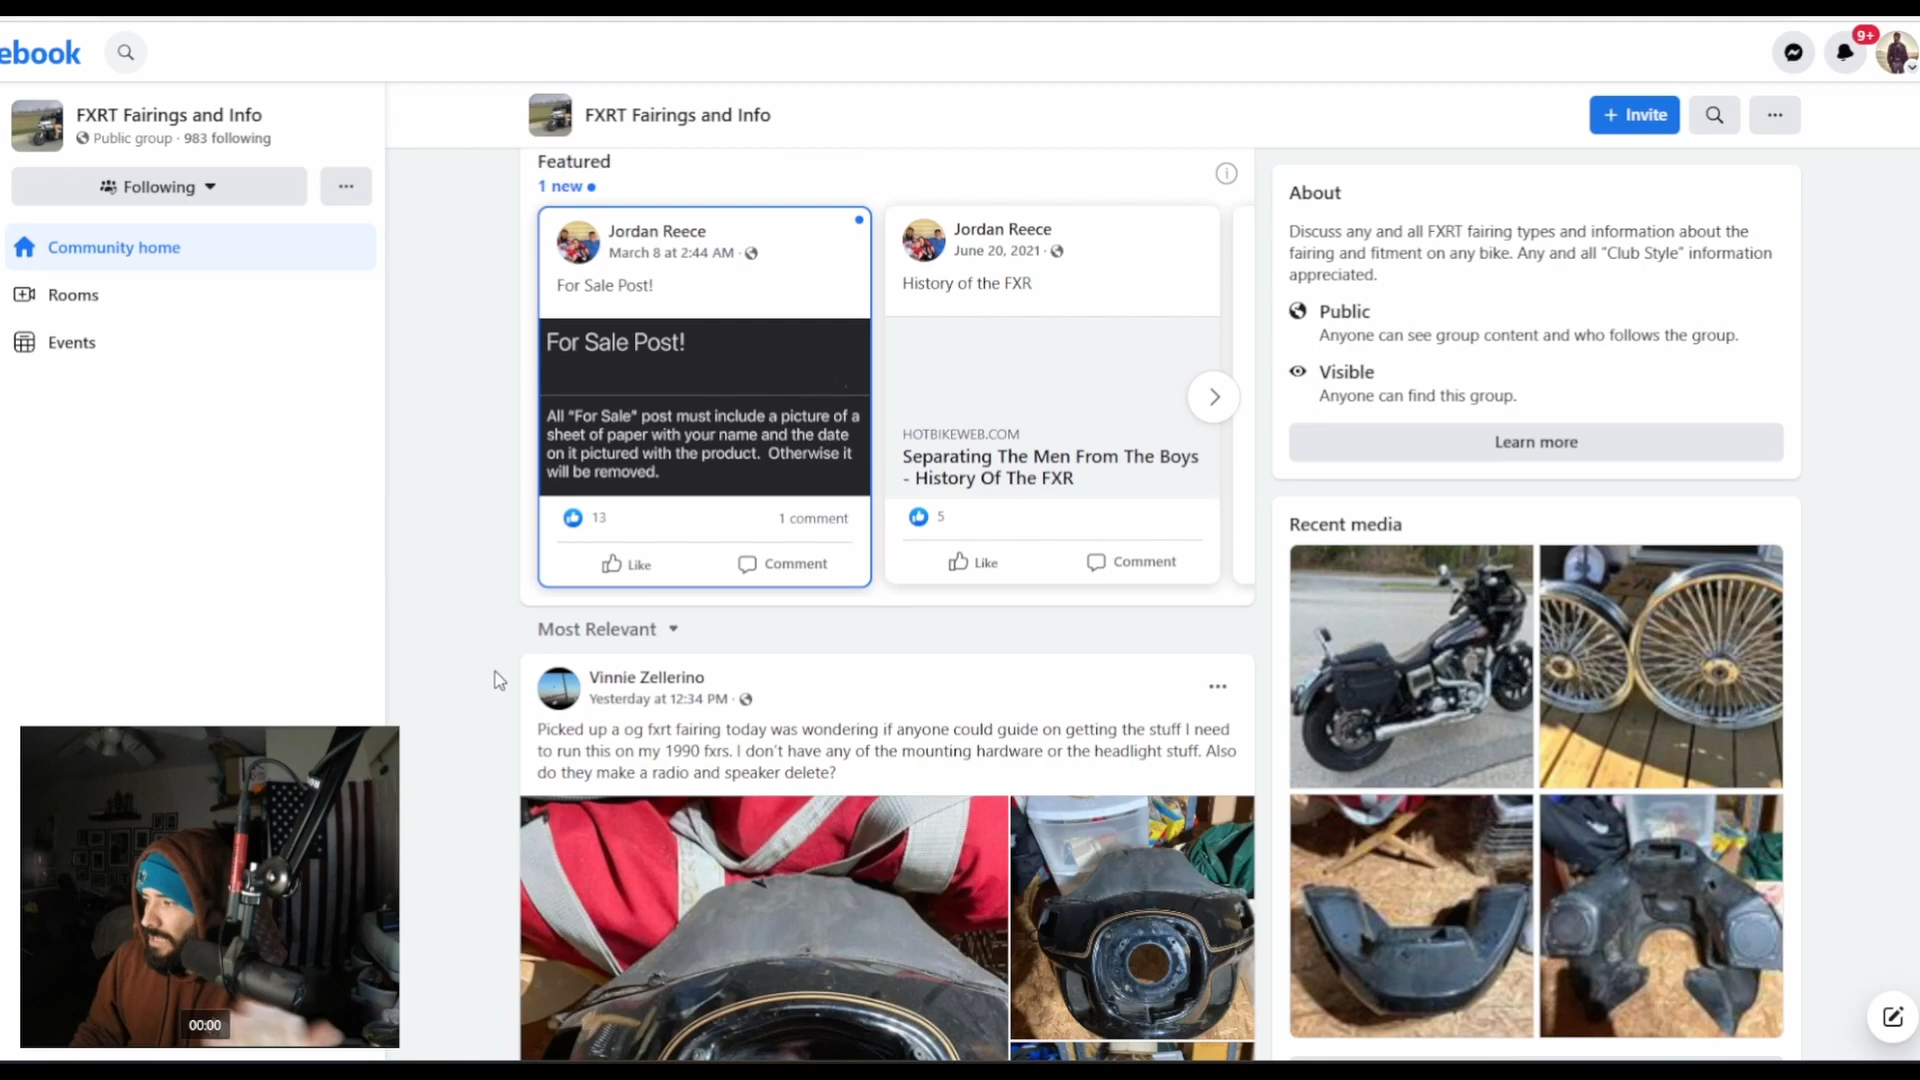 ebook
9+
FXRT Fairings and Info
Public group · 983 following
Following
Community home
Rooms
Events
FXRT Fairings and Info
+ Invite
Featured
1 new
Jordan Reece
March 8 at 2:44 AM ·
For Sale Post!
For Sale Post!
All "For Sale" post must include a picture of a
sheet of paper with your name and the date
on it pictured with the product. Otherwise it
will be removed.
13
1 comment
Like
Comment
Jordan Reece
June 20, 2021 ·
History of the FXR
HOTBIKEWEB.COM
Separating The Men From The Boys
- History Of The FXR
5
Like
Comment
Most Relevant
Vinnie Zellerino
Yesterday at 12:34 PM ·
Picked up a og fxrt fairing today was wondering if anyone could guide on getting the stuff I need
to run this on my 1990 fxrs. I don't have any of the mounting hardware or the headlight stuff. Also
do they make a radio and speaker delete?
About
Discuss any and all FXRT fairing types and information about the
fairing and fitment on any bike. Any and all "Club Style" information
appreciated.
Public
Anyone can see group content and who follows the group.
Visible
Anyone can find this group.
Learn more
Recent media
00:00